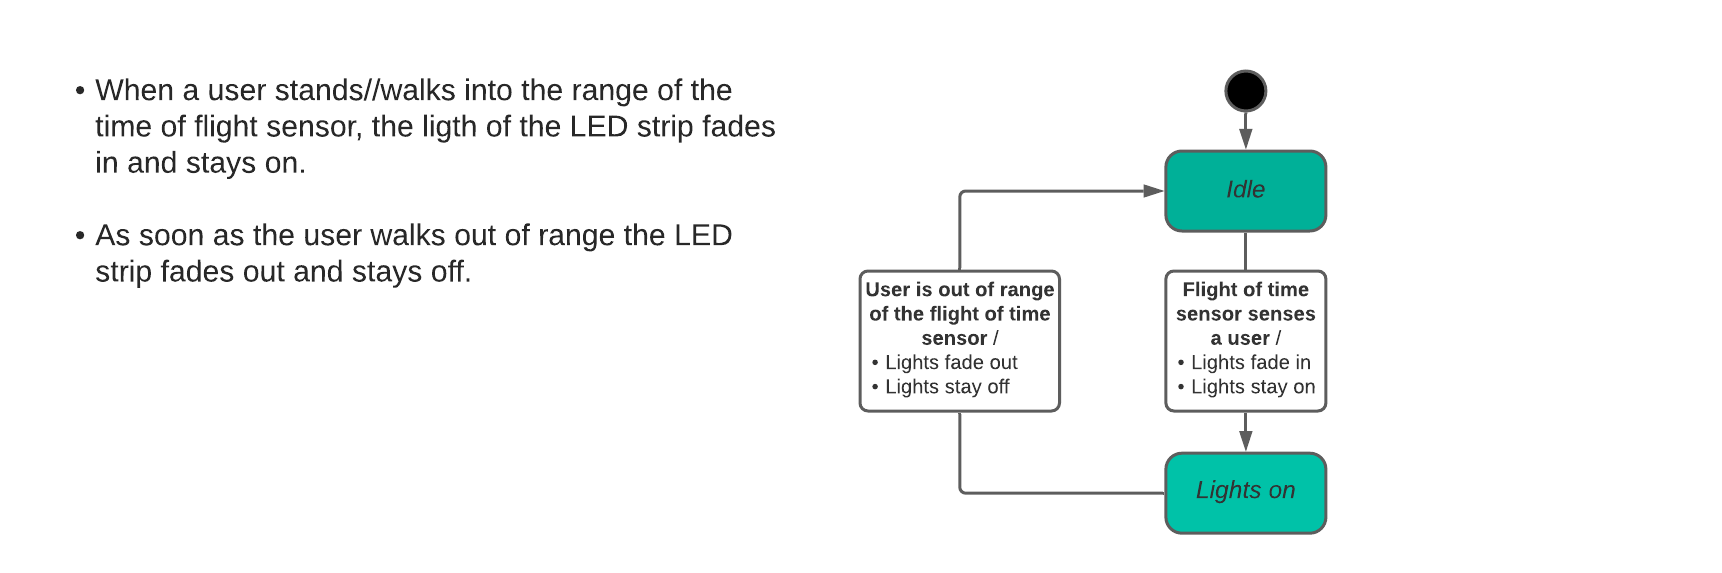 • When a user stands//walks into the range of the
time of flight sensor, the ligth of the LED strip fades
in and stays on.
• As soon as the user walks out of range the LED
strip fades out and stays off.
Idle
User is out of range
of the flight of time
sensor /
• Lights fade out
• Lights stay off
Flight of time
sensor senses
a user /
• Lights fade in
• Lights stay on
Lights on